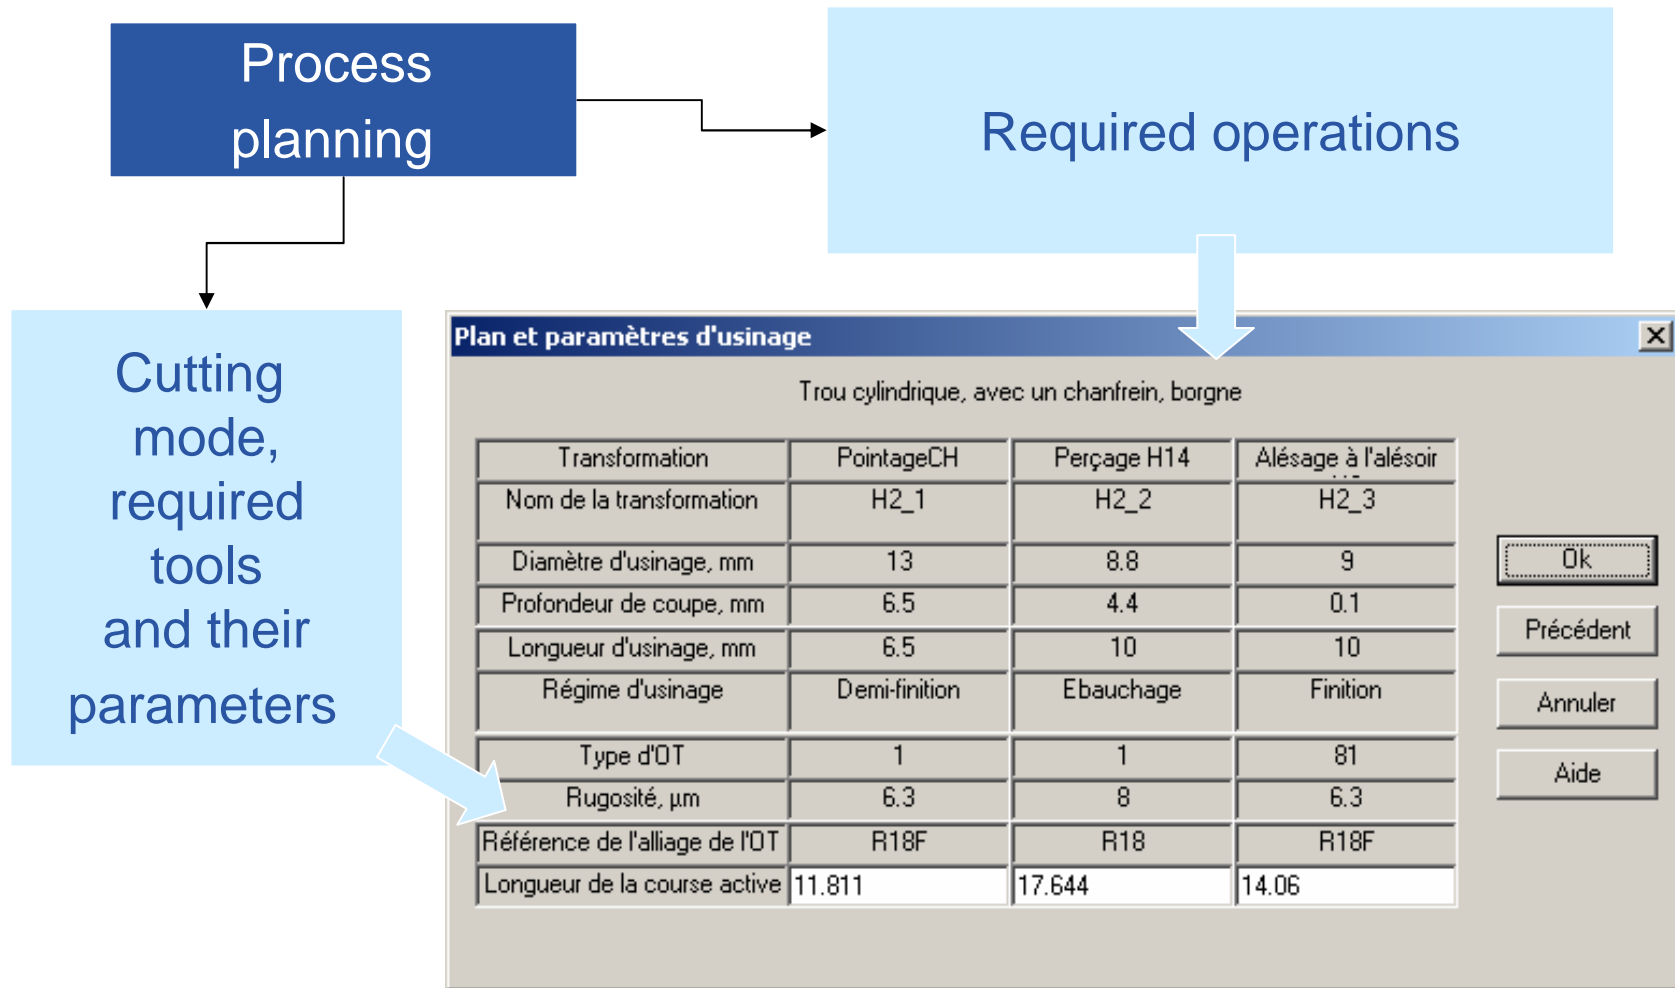 Process
planning
Required operations
Cutting
mode,
required
tools
and their
parameters
Plan et paramètres d'usinage
Trou cylindrique, avec un chanfrein, borgne
Transformation PointageCH Perçage H14 Alésage à l'alésoir
Nom de la transformation H2_1 H2_2 H2_3
Diamètre d'usinage, mm 13 8.8 9
Profondeur de coupe, mm 6.5 4.4 0.1
Longueur d'usinage, mm 6.5 10 10
Régime d'usinage Demi-finition Ebauchage Finition
Type d'OT 1 1 81
Rugosité, µm 6.3 8 6.3
Référence de l'alliage de l'OT R18F R18 R18F
Longueur de la course active 11.811 17.644 14.06
Ok
Précédent
Annuler
Aide